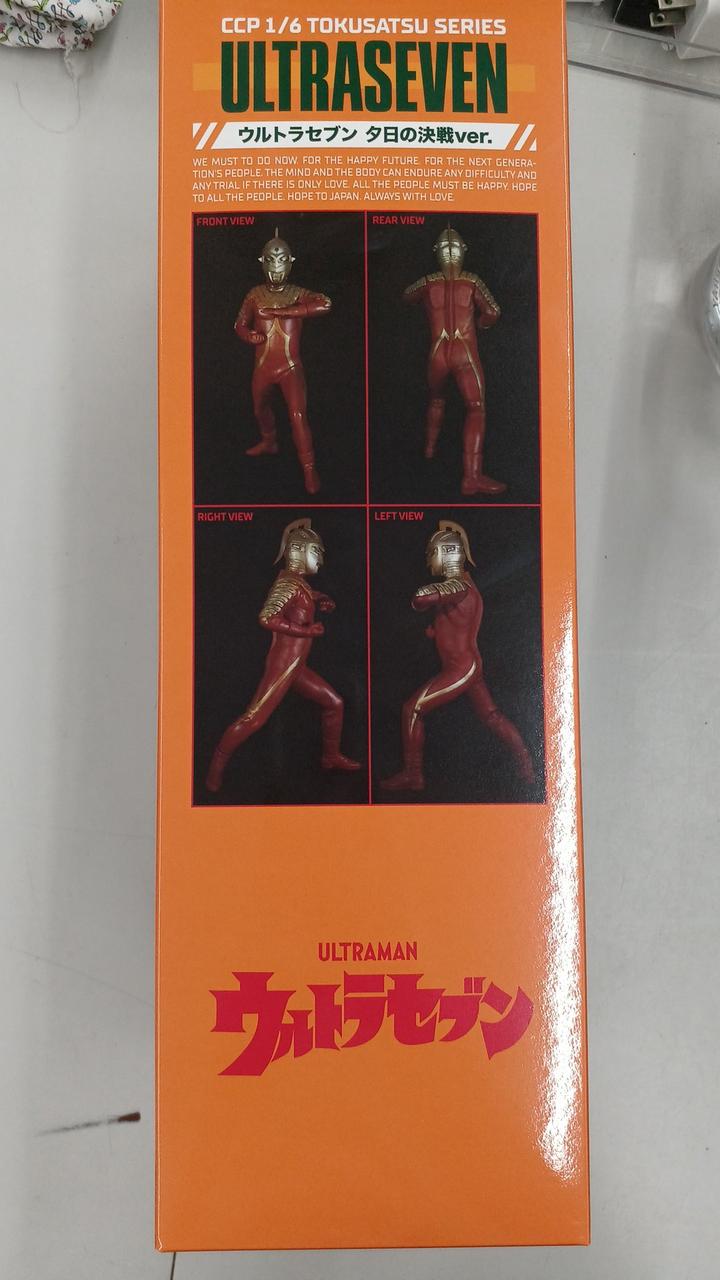 CCP 1/6 TOKUSATSU SERIES
ULTRASEVEN
ウルトラセブン 夕日の決戦ver.
WE MUST TO DO NOW. FOR THE HAPPY FUTURE. FOR THE NEXT GENERA-
TION'S PEOPLE. THE MIND AND THE BODY CAN ENDURE ANY DIFFICULTY AND
ANY TRIAL IF THERE IS ONLY LOVE. ALL THE PEOPLE MUST BE HAPPY. HOPE
TO ALL THE PEOPLE. HOPE TO JAPAN. ALWAYS WITH LOVE.
FRONT VIEW
REAR VIEW
RIGHT VIEW
LEFT VIEW
ULTRAMAN
ウルトラセブン